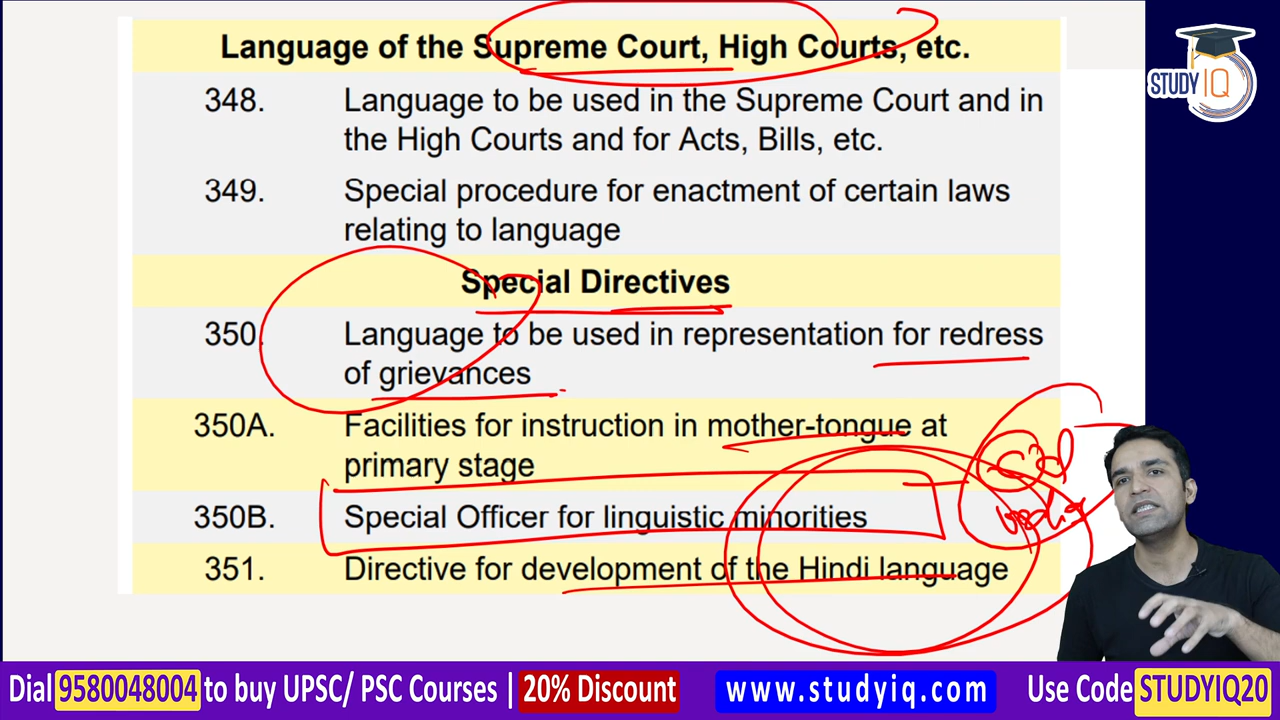 Language of the Supreme Court, High Courts, etc.
STUDY IQ
348. Language to be used in the Supreme Court and in
the High Courts and for Acts, Bills, etc.
349. Special procedure for enactment of certain laws
relating to language
Special Directives
350. Language to be used in representation for redress
of grievances
350A. Facilities for instruction in mother-tongue at
primary stage
350B. Special Officer for linguistic minorities
351. Directive for development of the Hindi language
Dial 9580048004 to buy UPSC/ PSC Courses | 20% Discount www.studyiq.com Use Code STUDYIQ20